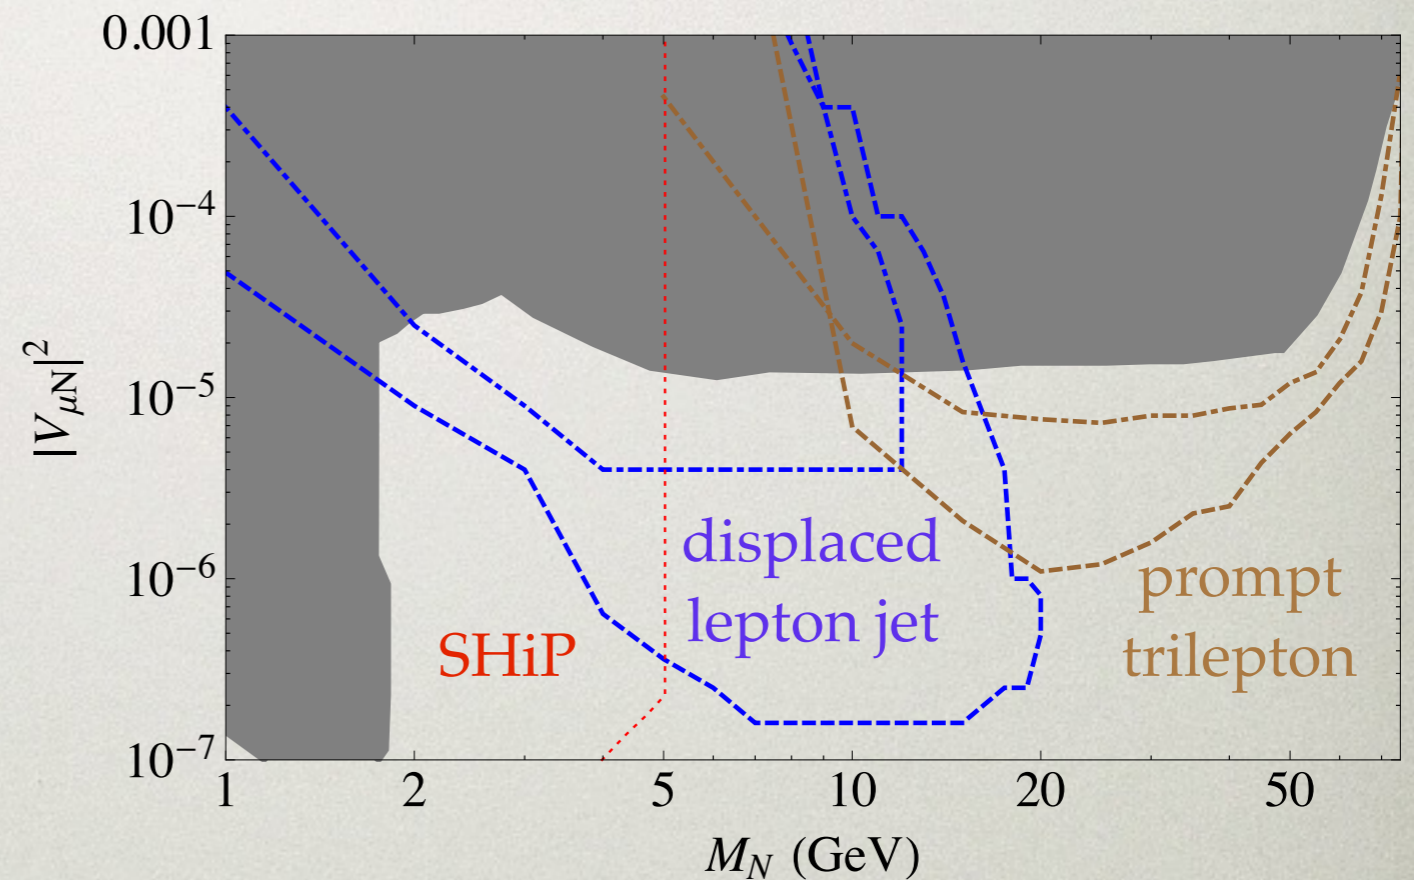 0.001
10⁻⁴
10⁻⁵
10⁻⁶
10⁻⁷
|V_μN|²
displaced
lepton jet
SHiP
prompt
trilepton
1 2 5 10 20 50
M_N (GeV)